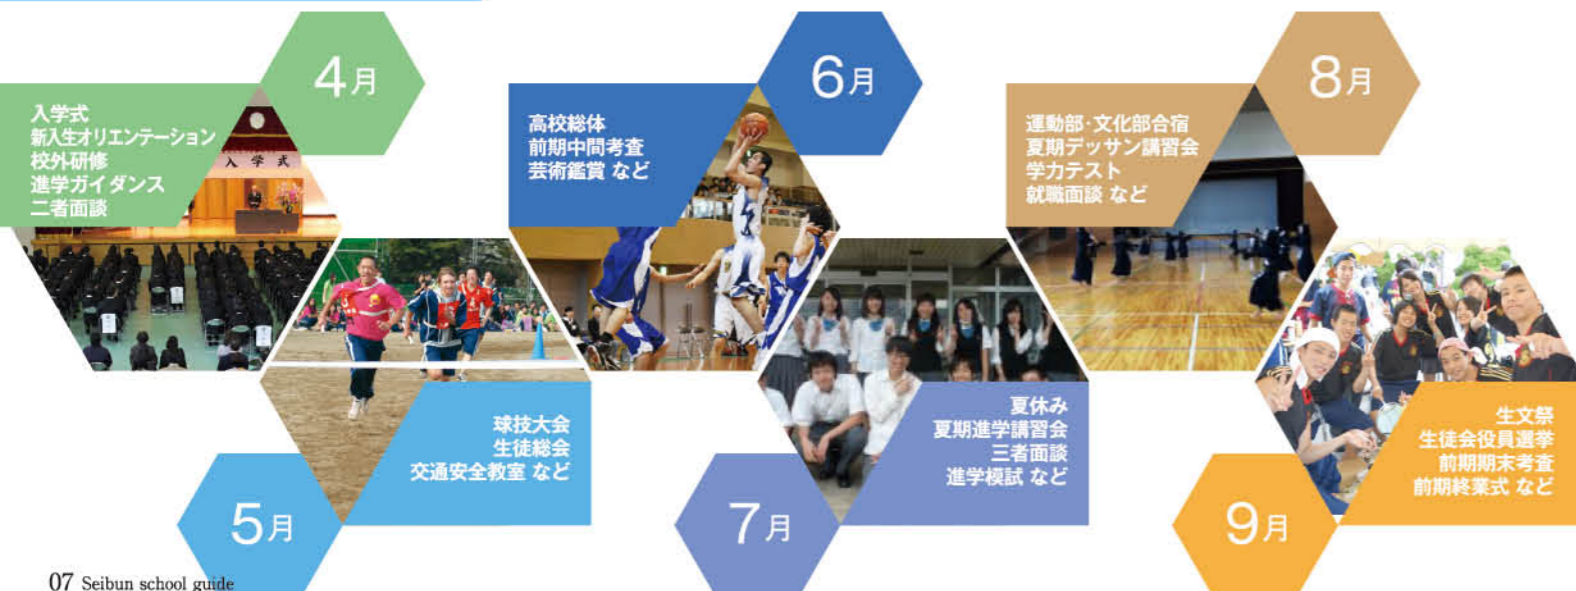 4月
入学式
新入生オリエンテーション
校外研修
進学ガイダンス
二者面談
入学式
5月
球技大会
生徒総会
交通安全教室 など
6月
高校総体
前期中間考査
芸術鑑賞 など
7月
夏休み
夏期進学講習会
三者面談
進学模試 など
8月
運動部・文化部合宿
夏期デッサン講習会
学力テスト
就職面談 など
9月
生文祭
生徒会役員選挙
前期期末考査
前期終業式 など
07 Seibun school guide